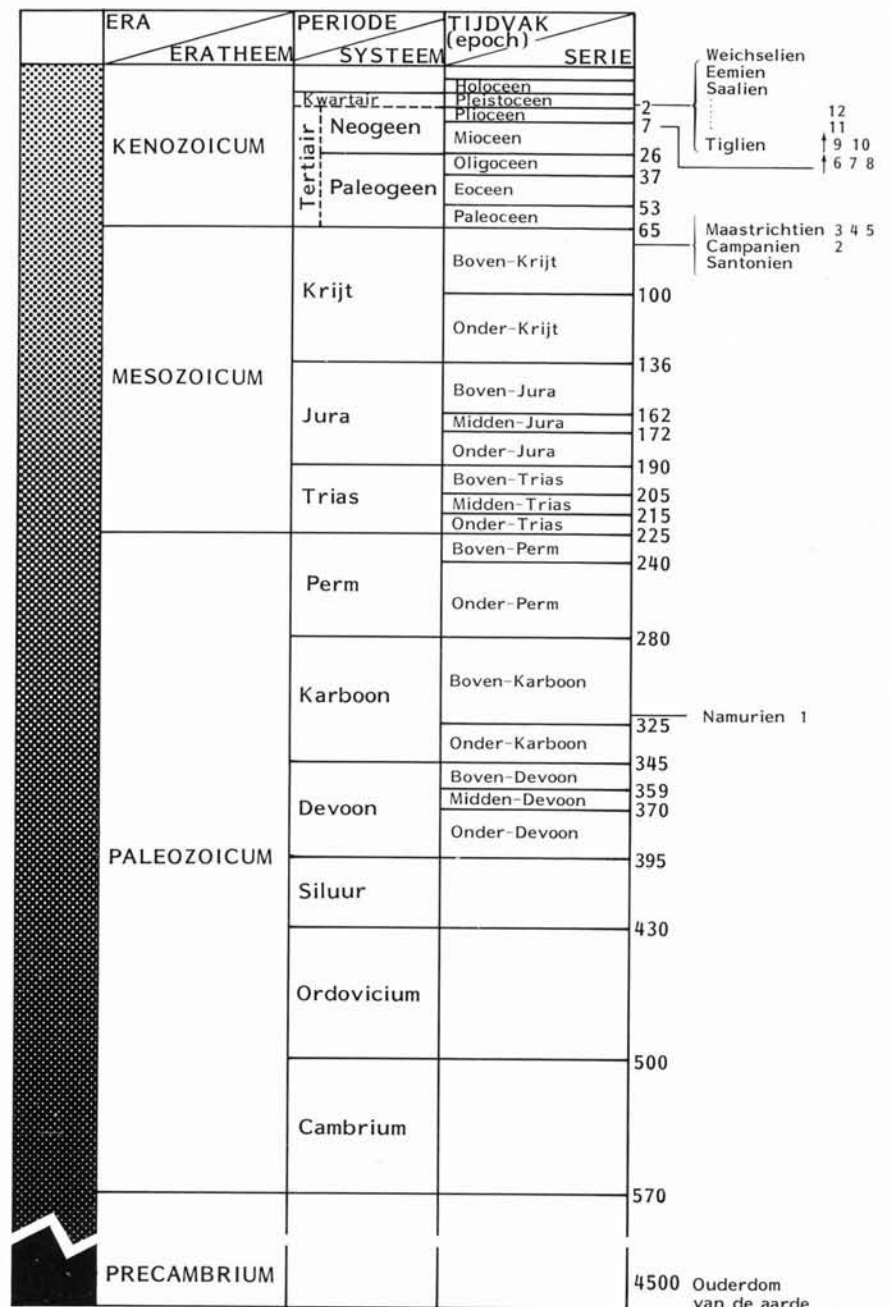 ERA PERIODE TIJDVAK
(epoch)
ERATHEEM SYSTEEM SERIE
Holoceen
Kwartair Pleistoceen 2
Plioceen 7
Tertiair
Neogeen
KENOZOICUM
Mioceen 26
Oligoceen 37
Paleogeen
Eoceen 53
Paleoceen 65
Weichselien
Eemien
Saalien
12
11
Tiglien ↑ 9 10
↑ 6 7 8
Maastrichtien 3 4 5
Campanien 2
Santonien
MESOZOICUM
Krijt
Boven-Krijt 100
Onder-Krijt 136
Jura
Boven-Jura 162
Midden-Jura 172
Onder-Jura 190
Trias
Boven-Trias 205
Midden-Trias 215
Onder-Trias 225
PALEOZOICUM
Perm
Boven-Perm 240
Onder-Perm 280
Karboon
Boven-Karboon 325
Namurien 1
Onder-Karboon 345
Devoon
Boven-Devoon 359
Midden-Devoon 370
Onder-Devoon 395
Siluur 430
Ordovicium 500
Cambrium 570
PRECAMBRIUM 4500 Ouderdom
van de aarde